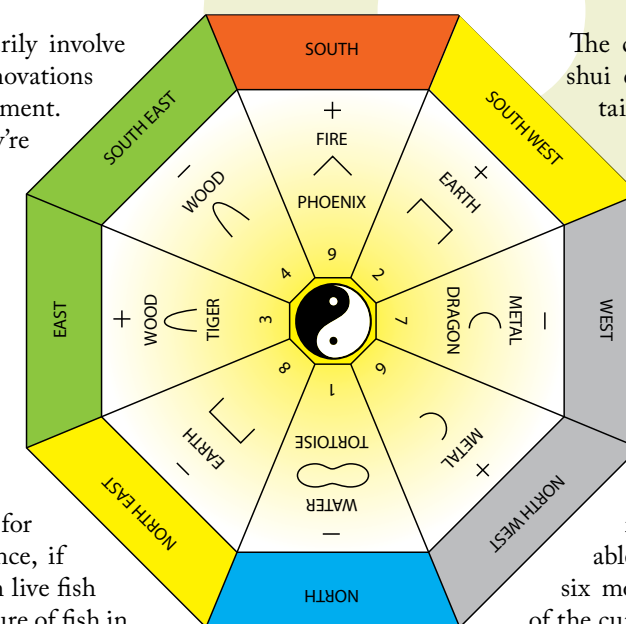 rily involve
novations
ment.
y're
The
shui
tai
SOUTH
+
FIRE
PHOENIX
6
SOUTH EAST
−
WOOD
4
SOUTH WEST
+
EARTH
2
EAST
+
WOOD
TIGER
3
WEST
−
METAL
DRAGON
7
NORTH EAST
−
EARTH
8
NORTH WEST
+
METAL
6
1
TORTOISE
WATER
−
NORTH
for
nce, if
n live fish
ure of fish in
abl
six mo
of the cu